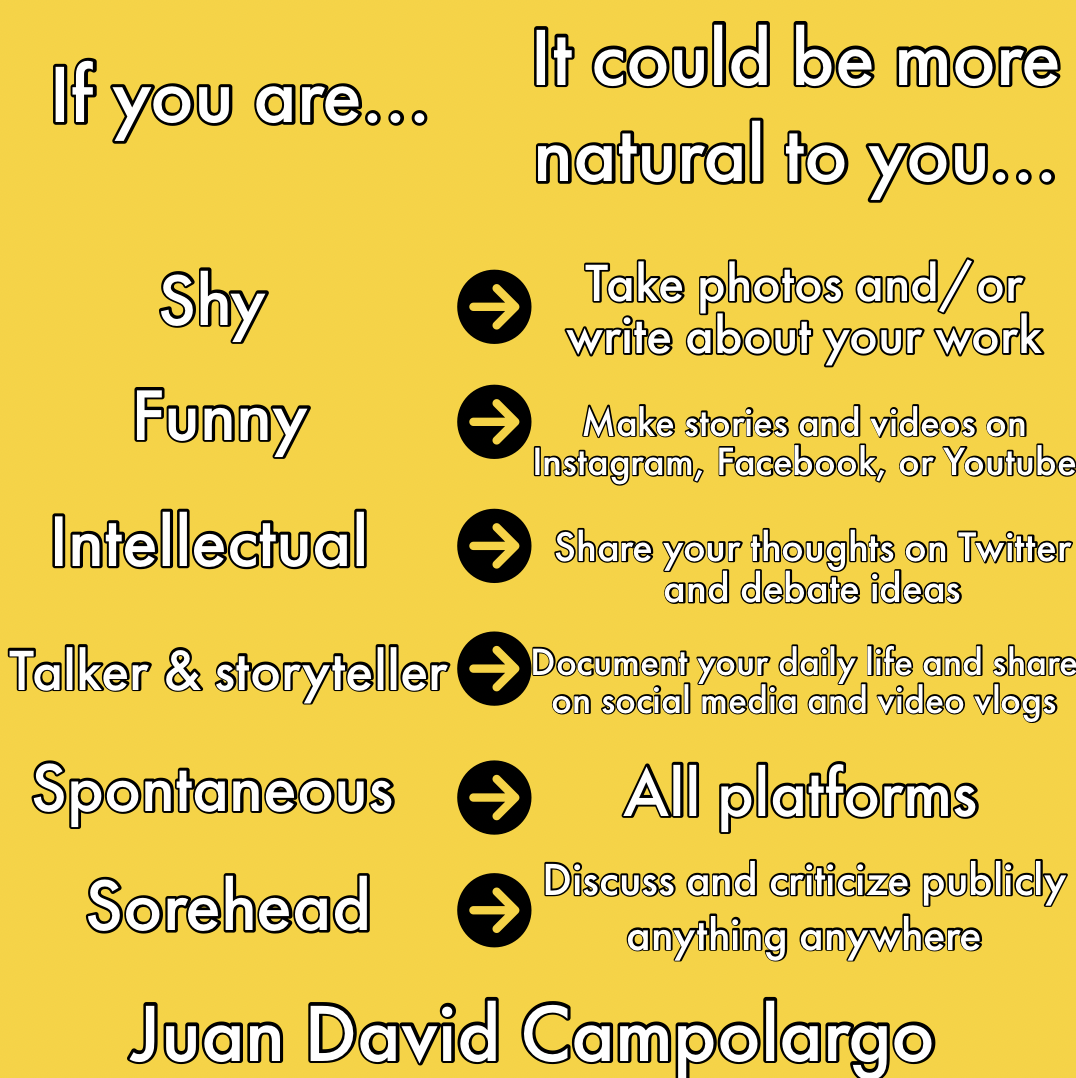 If you are...
It could be more
natural to you...
Shy
Take photos and/or
write about your work
Funny
Make stories and videos on
Instagram, Facebook, or Youtube
Intellectual
Share your thoughts on Twitter
and debate ideas
Talker & storyteller
Document your daily life and share
on social media and video vlogs
Spontaneous
All platforms
Sorehead
Discuss and criticize publicly
anything anywhere
Juan David Campolargo